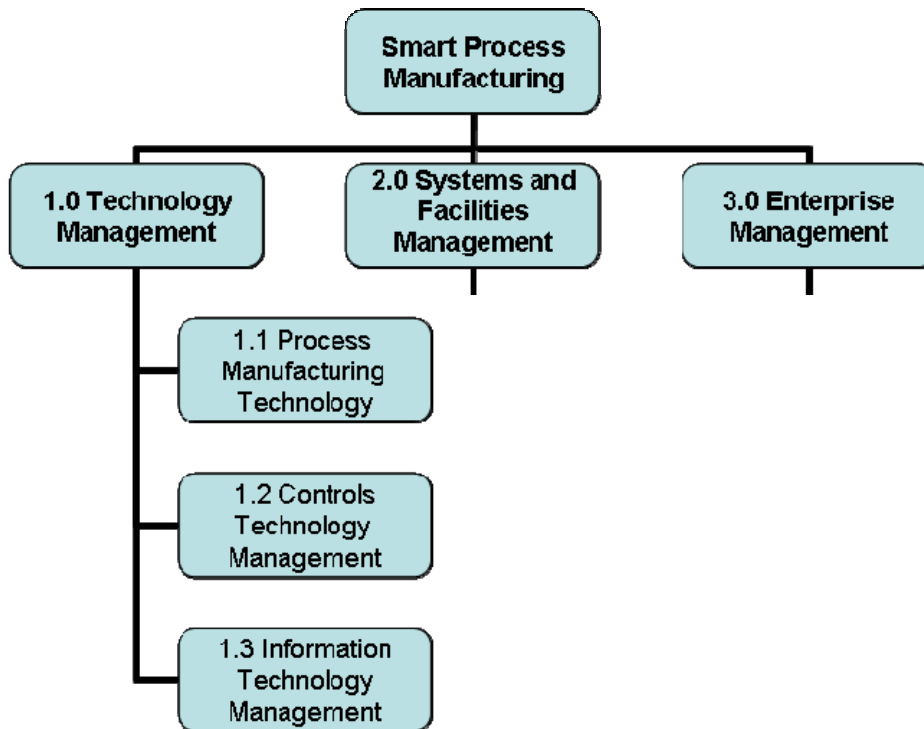 Smart Process
Manufacturing
1.0 Technology
Management
2.0 Systems and
Facilities
Management
3.0 Enterprise
Management
1.1 Process
Manufacturing
Technology
1.2 Controls
Technology
Management
1.3 Information
Technology
Management